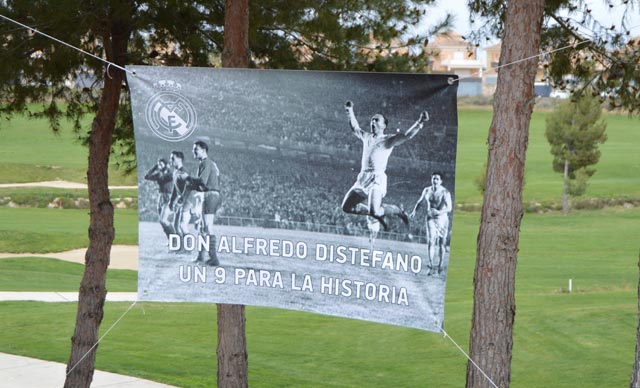 DON ALFREDO DISTEFANO
UN 9 PARA LA HISTORIA